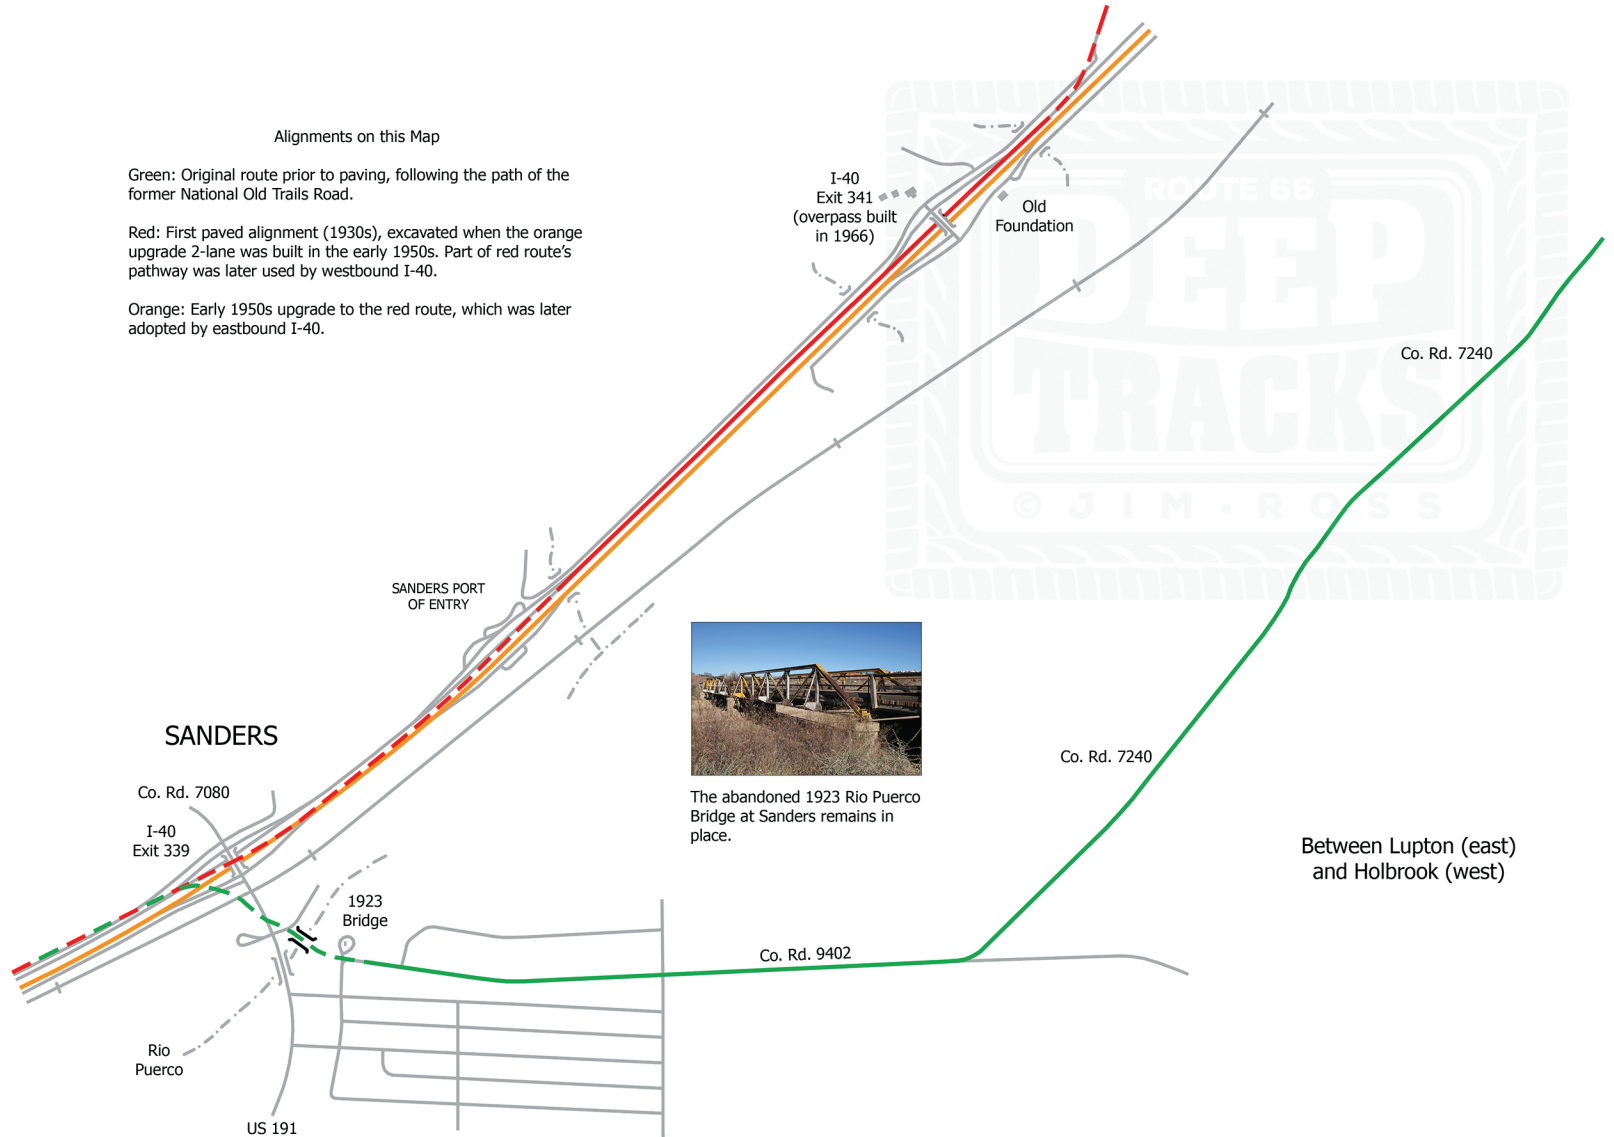 Alignments on this Map
Green: Original route prior to paving, following the path of the
former National Old Trails Road.
Red: First paved alignment (1930s), excavated when the orange
upgrade 2-lane was built in the early 1950s. Part of red route’s
pathway was later used by westbound I-40.
Orange: Early 1950s upgrade to the red route, which was later
adopted by eastbound I-40.
I-40
Exit 341
(overpass built
in 1966)
Old
Foundation
ROUTE 66
DEEP
TRACKS
© JIM • ROSS
Co. Rd. 7240
SANDERS PORT
OF ENTRY
SANDERS
Co. Rd. 7080
I-40
Exit 339
The abandoned 1923 Rio Puerco
Bridge at Sanders remains in
place.
Co. Rd. 7240
Between Lupton (east)
and Holbrook (west)
1923
Bridge
Co. Rd. 9402
Rio
Puerco
US 191